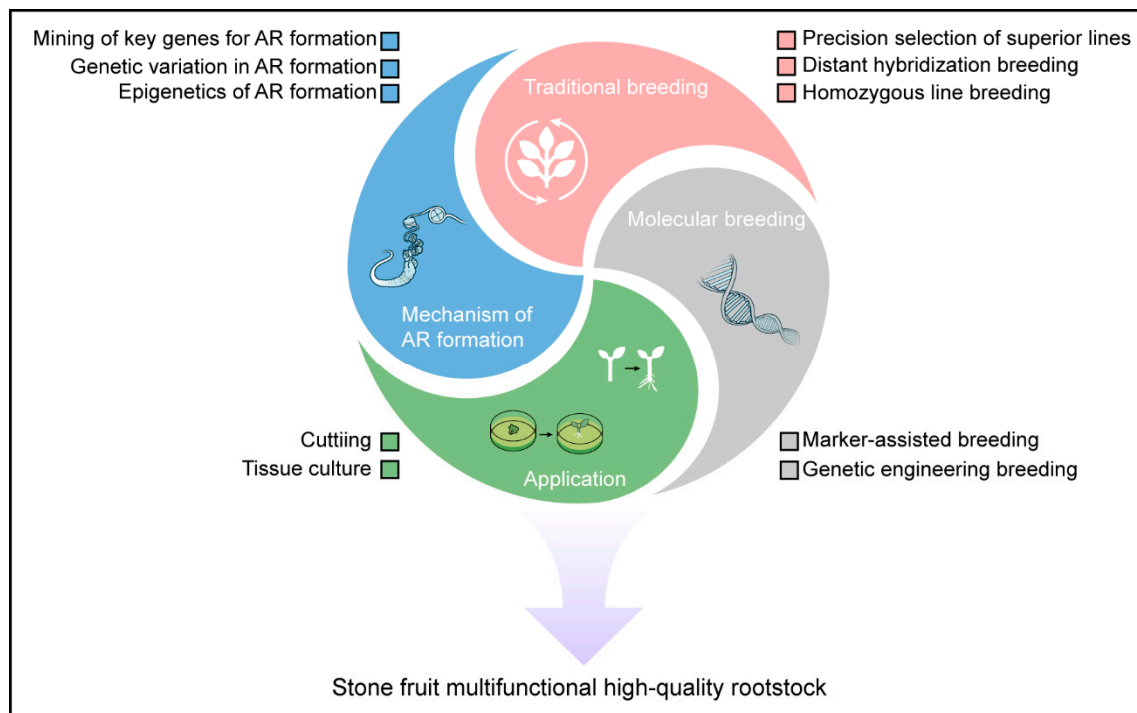 Mining of key genes for AR formation
Genetic variation in AR formation
Epigenetics of AR formation
Precision selection of superior lines
Distant hybridization breeding
Homozygous line breeding
Traditional breeding
Molecular breeding
Mechanism of
AR formation
Cuttiing
Tissue culture
Application
Marker-assisted breeding
Genetic engineering breeding
Stone fruit multifunctional high-quality rootstock